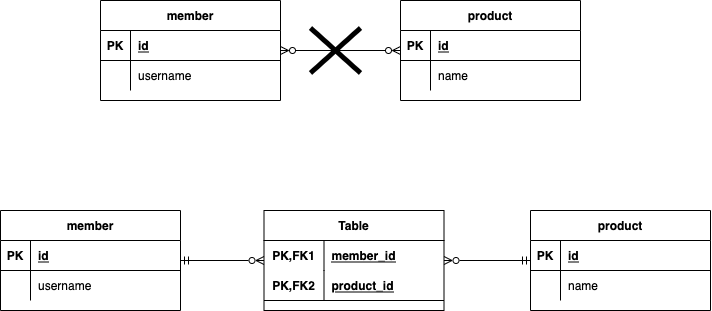 member
product
PK id
PK id
username
name
member
Table
product
PK id
PK,FK1 member_id
PK id
username
PK,FK2 product_id
name